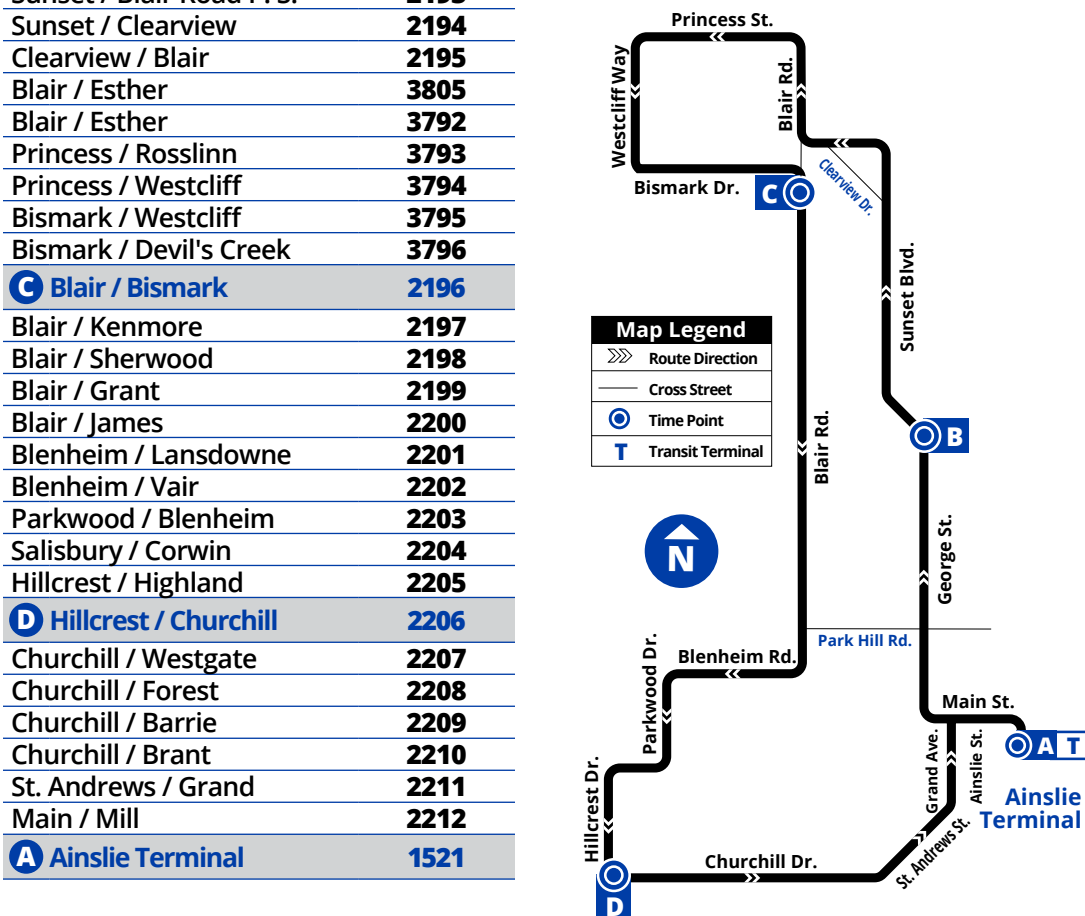 Sunset / Clearview 2194
Clearview / Blair 2195
Blair / Esther 3805
Blair / Esther 3792
Princess / Rosslinn 3793
Princess / Westcliff 3794
Bismark / Westcliff 3795
Bismark / Devil's Creek 3796
C Blair / Bismark 2196
Blair / Kenmore 2197
Blair / Sherwood 2198
Blair / Grant 2199
Blair / James 2200
Blenheim / Lansdowne 2201
Blenheim / Vair 2202
Parkwood / Blenheim 2203
Salisbury / Corwin 2204
Hillcrest / Highland 2205
D Hillcrest / Churchill 2206
Churchill / Westgate 2207
Churchill / Forest 2208
Churchill / Barrie 2209
Churchill / Brant 2210
St. Andrews / Grand 2211
Main / Mill 2212
A Ainslie Terminal 1521
Princess St.
Westcliff Way
Blair Rd.
Clearview Dr.
Bismark Dr.
C
Sunset Blvd.
Map Legend
Route Direction
Cross Street
Time Point
T Transit Terminal
Blair Rd.
B
N
George St.
Park Hill Rd.
Blenheim Rd.
Parkwood Dr.
Main St.
A T
Grand Ave.
Ainslie St.
Ainslie
Terminal
Hillcrest Dr.
Churchill Dr.
St. Andrews St.
D